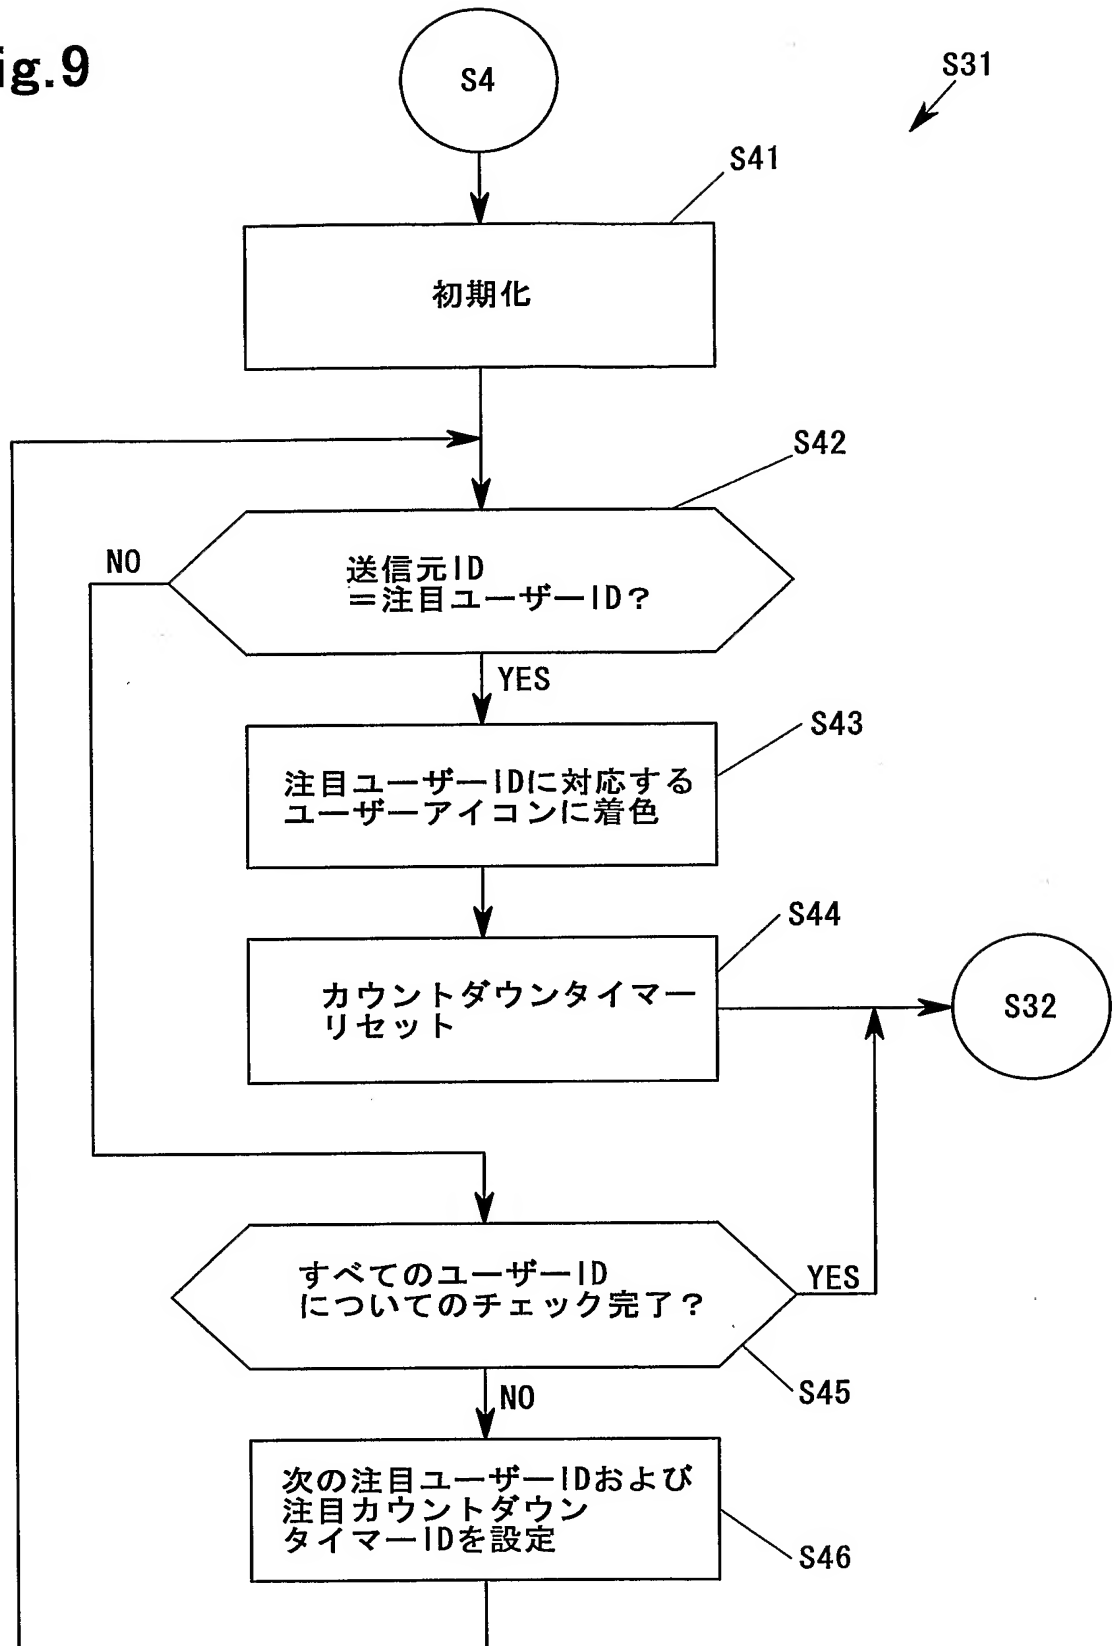 ig.9
S4
S31
S41
初期化
S42
NO
送信元ID
=注目ユーザーID?
YES
S43
注目ユーザーIDに対応する
ユーザーアイコンに着色
S44
カウントダウンタイマー
リセット
S32
すべてのユーザーID
についてのチェック完了?
YES
S45
NO
次の注目ユーザーIDおよび
注目カウントダウン
タイマーIDを設定
S46